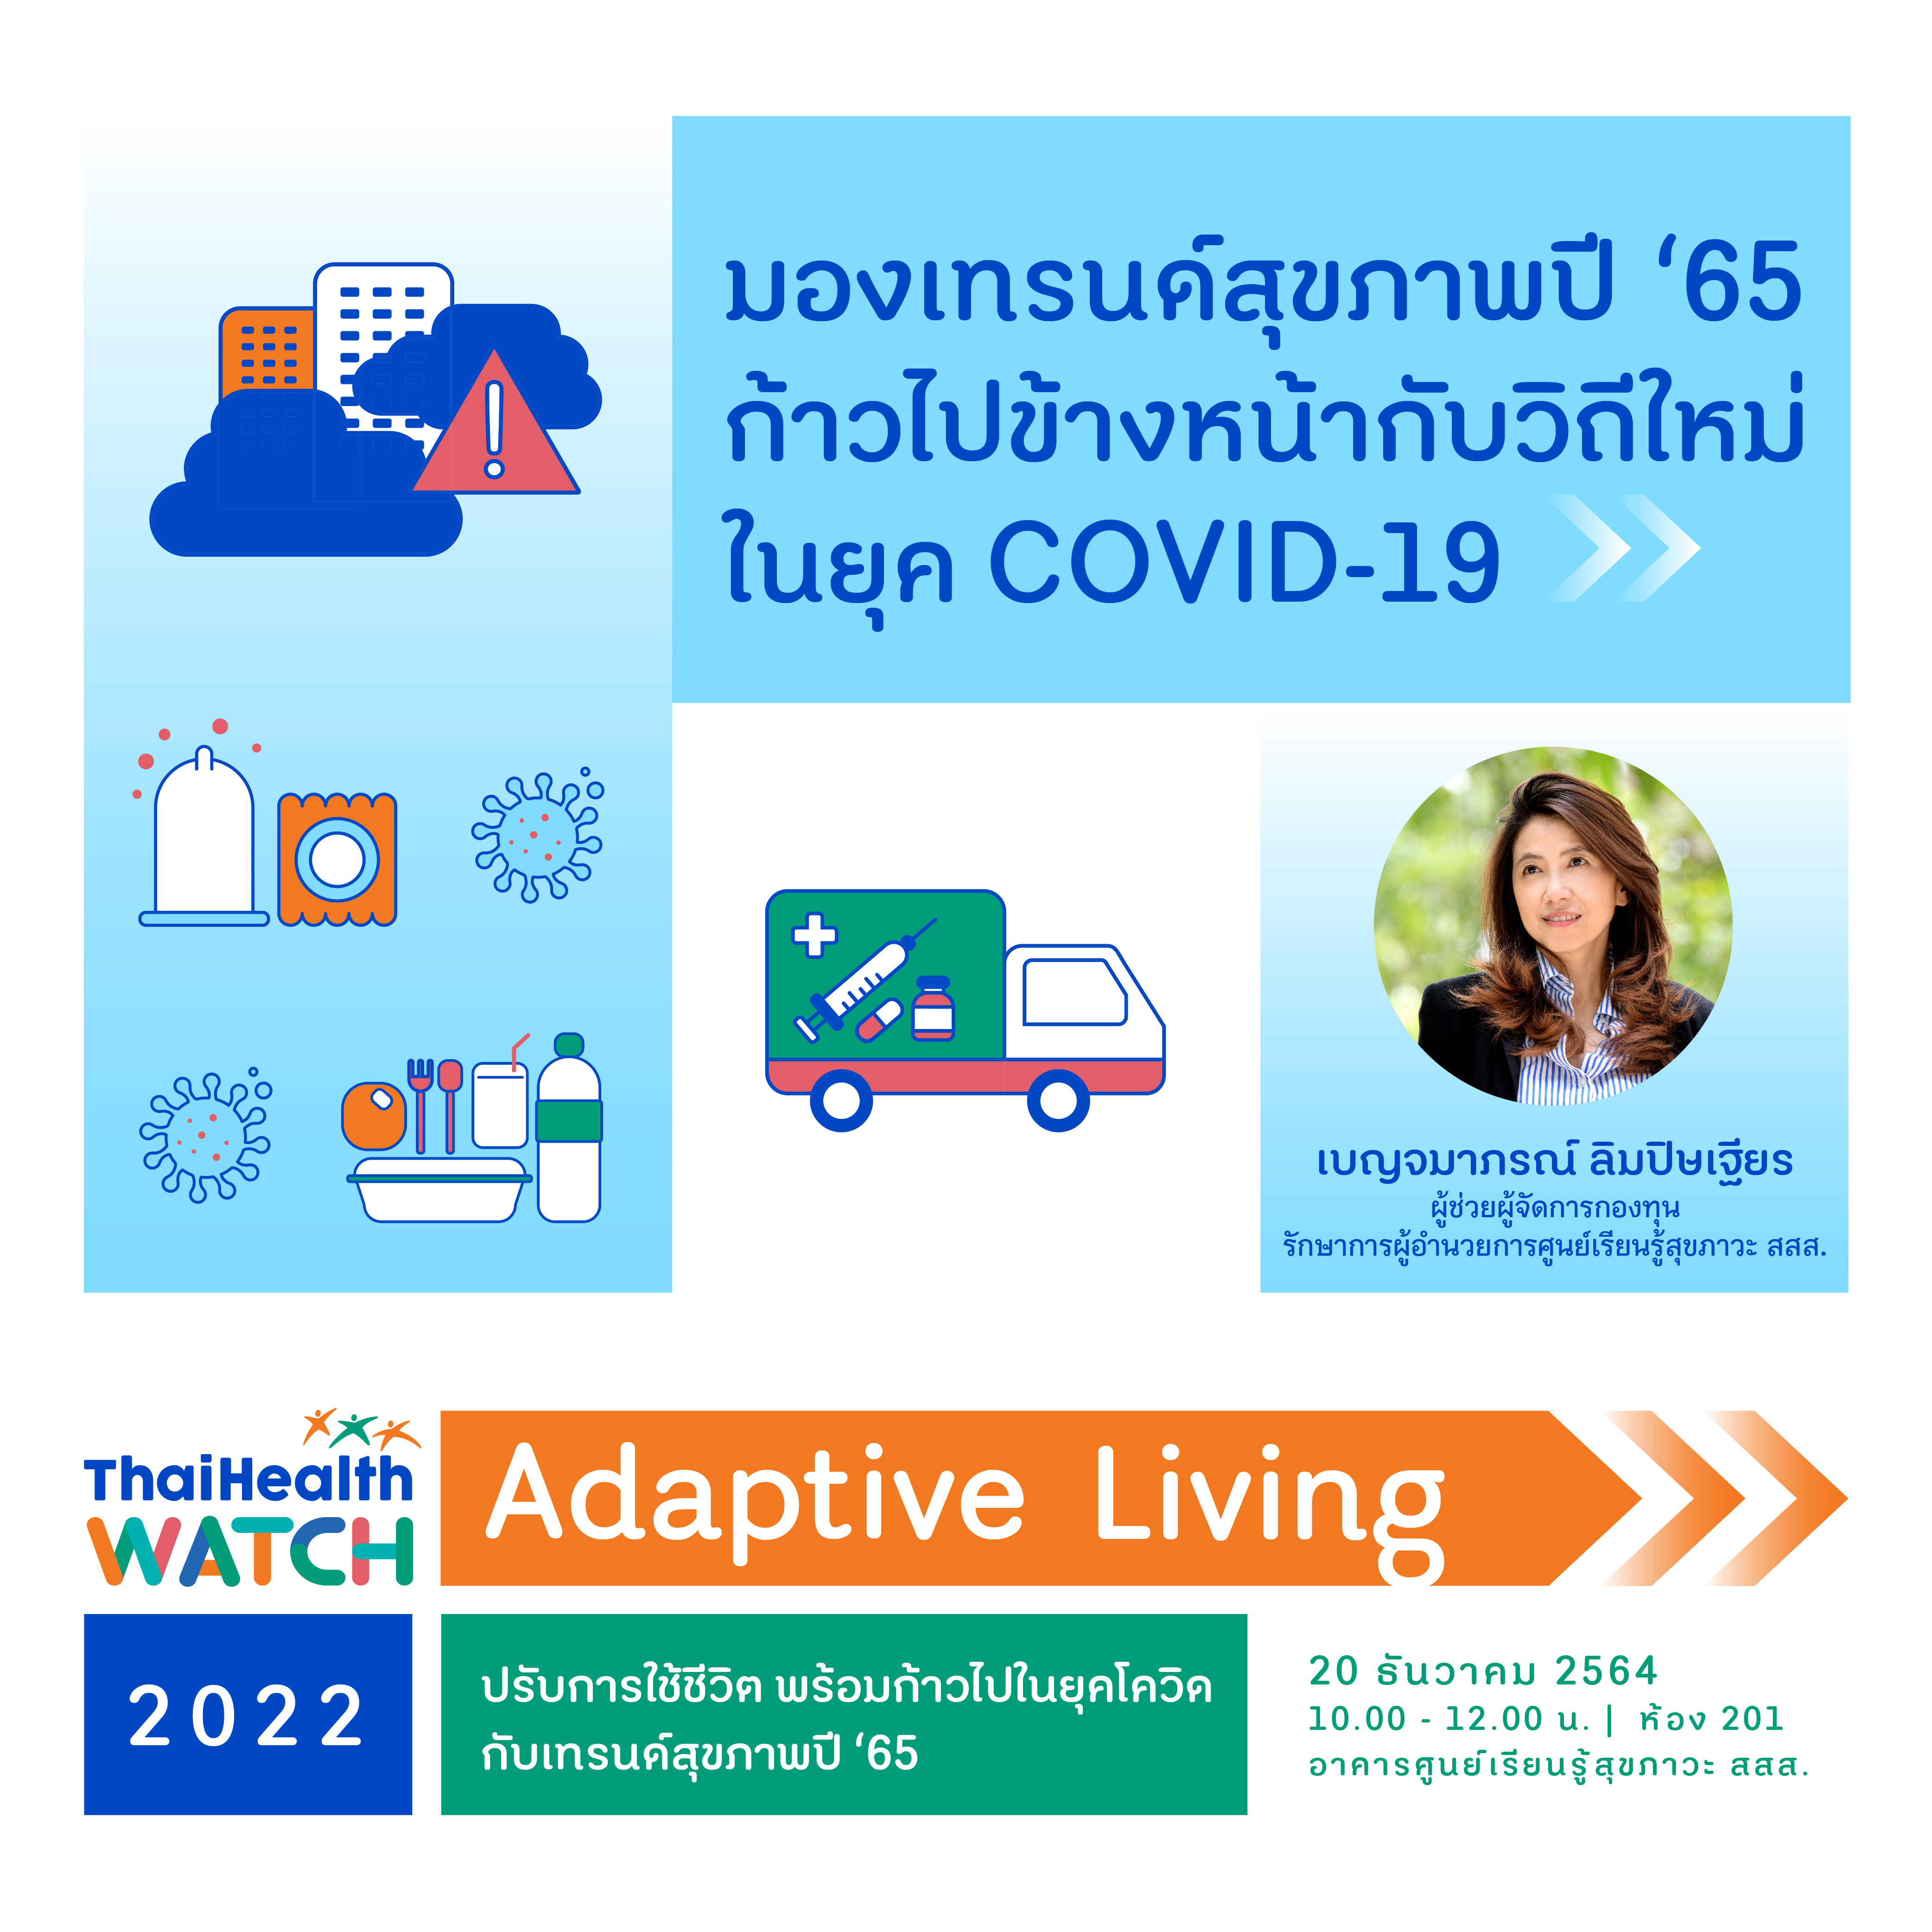 มองเทรนด์สุขภาพปี ‘65
ก้าวไปข้างหน้ากับวิถีใหม่
ในยุค COVID-19
เบญจมาภรณ์ ลิมปิษเฐียร
ผู้ช่วยผู้จัดการกองทุน
รักษาการผู้อำนวยการศูนย์เรียนรู้สุขภาวะ สสส.
ThaiHealth
WATCH
Adaptive Living
2022
ปรับการใช้ชีวิต พร้อมก้าวไปในยุคโควิด
กับเทรนด์สุขภาพปี ‘65
20 ธันวาคม 2564
10.00 - 12.00 น. | ห้อง 201
อาคารศูนย์เรียนรู้สุขภาวะ สสส.